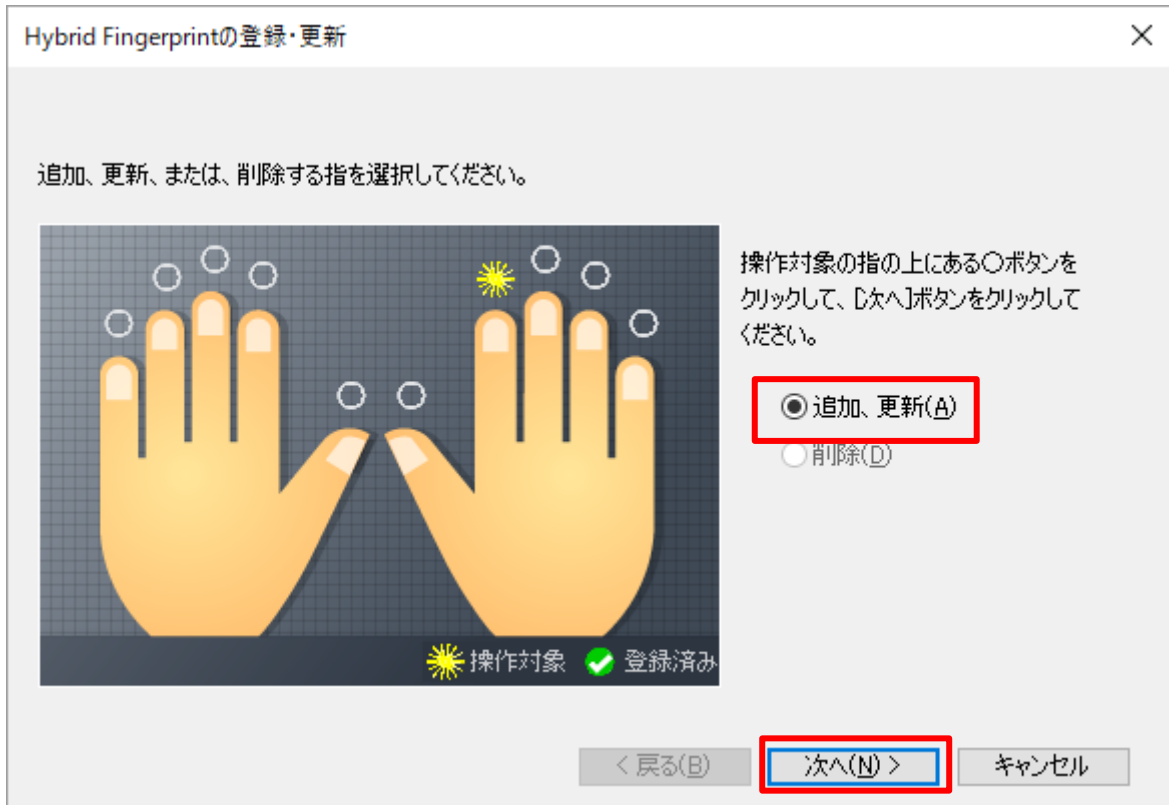 Hybrid Fingerprintの登録・更新
追加、更新、または、削除する指を選択してください。
操作対象の指の上にある○ボタンを
クリックして、[次へ]ボタンをクリックして
ください。
追加、更新(A)
削除(D)
操作対象 登録済み
< 戻る(B) 次へ(N) > キャンセル